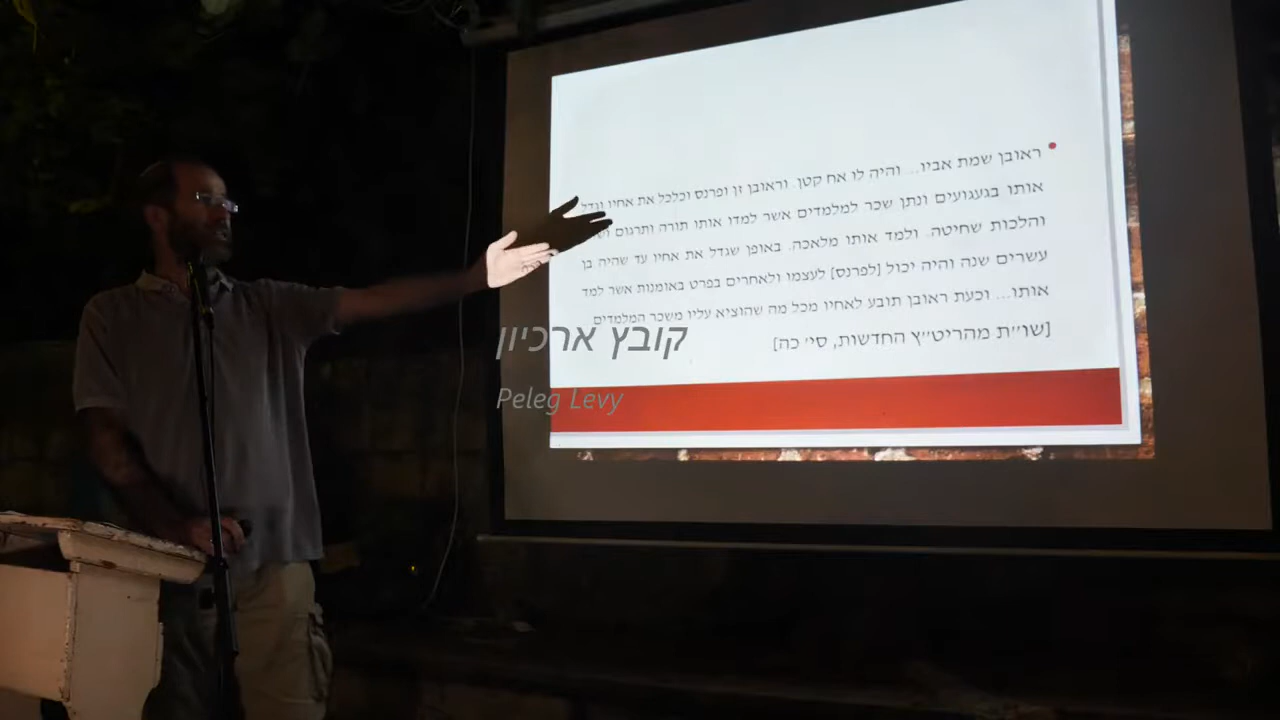 ראובן שמת אביו... והיה לו אח קטן. וראובן זן ופרנס וכלכל את אחיו וגדל
אותו בגעגועים ונתן שכר למלמדים אשר למדו אותו תורה ותרגום
והלכות שחיטה. ולמד אותו מלאכה. באופן שגדל את אחיו עד שהיה בן
עשרים שנה והיה יכול [לפרנס] לעצמו ולאחרים בפרט באומנות אשר למד
אותו... וכעת ראובן תובע לאחיו מכל מה שהוציא עליו משכר המלמדים
[שו״ת מהריט״ץ החדשות, סי׳ כה]
קובץ ארכיון
Peleg Levy